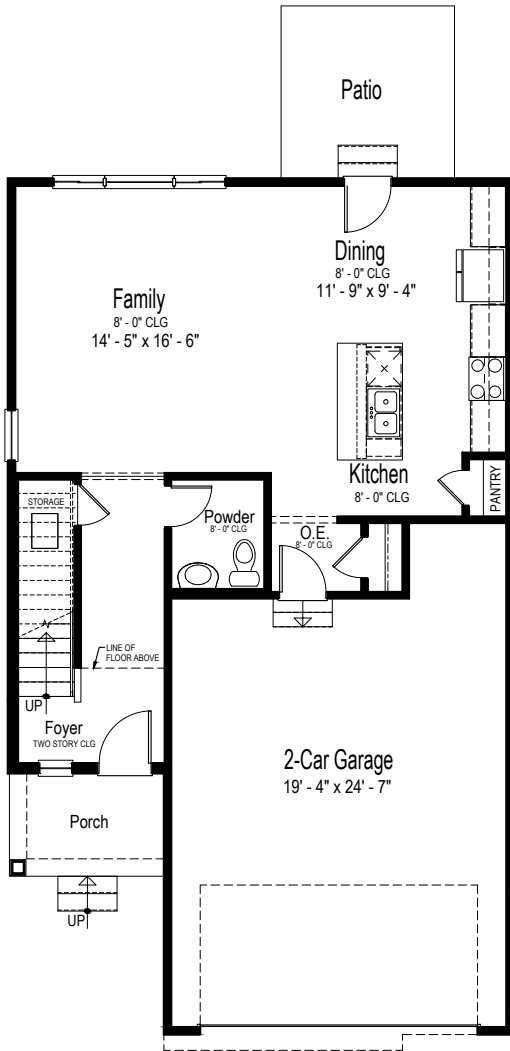 Patio
Dining
8' - 0" CLG
11' - 9" x 9' - 4"
Family
8' - 0" CLG
14' - 5" x 16' - 6"
Kitchen
8' - 0" CLG
PANTRY
STORAGE
Powder
8' - 0" CLG
O.E.
8' - 0" CLG
LINE OF
FLOOR ABOVE
UP
Foyer
TWO STORY CLG
2-Car Garage
19' - 4" x 24' - 7"
Porch
UP